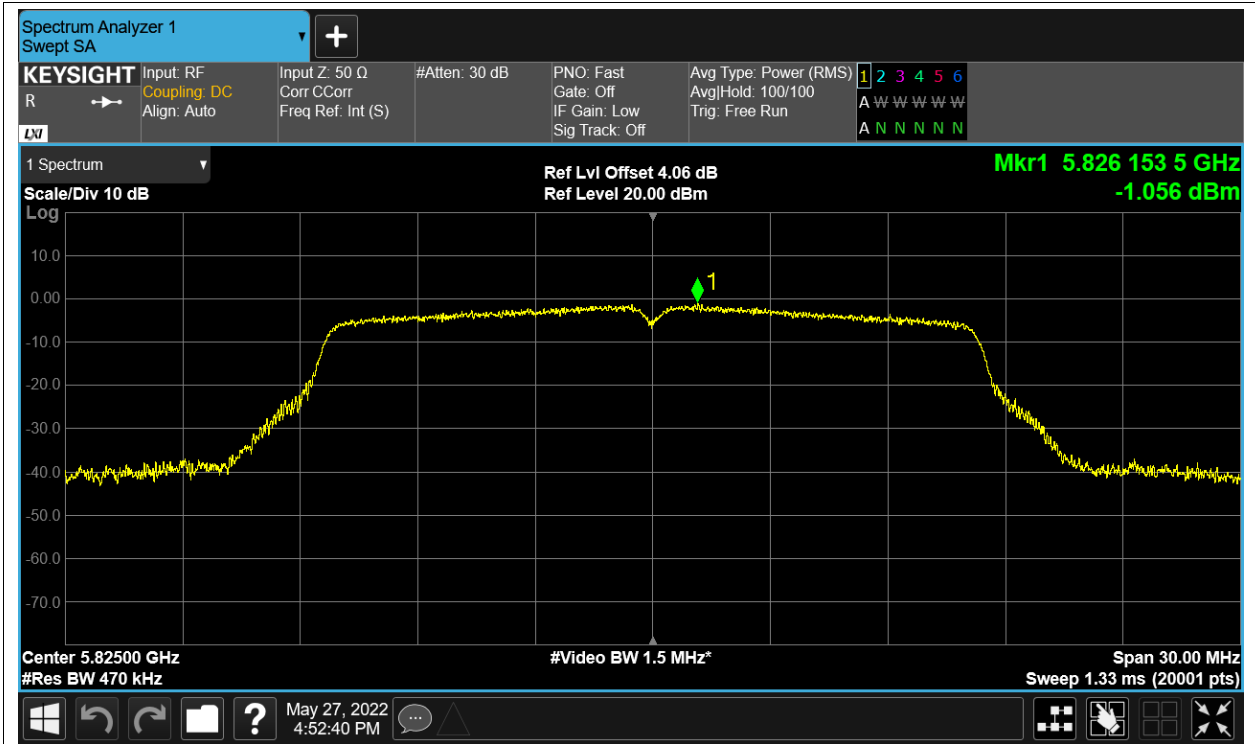 Spectrum Analyzer 1
Swept SA
KEYSIGHT
R
LXI
Input: RF
Coupling: DC
Align: Auto
Input Z: 50 Ω
Corr CCorr
Freq Ref: Int (S)
#Atten: 30 dB
PNO: Fast
Gate: Off
IF Gain: Low
Sig Track: Off
Avg Type: Power (RMS)
Avg|Hold: 100/100
Trig: Free Run
1 2 3 4 5 6
A W W W W W
A N N N N N
1 Spectrum
Scale/Div 10 dB
Ref Lvl Offset 4.06 dB
Ref Level 20.00 dBm
Mkr1 5.826 153 5 GHz
-1.056 dBm
Log
10.0
0.00
-10.0
-20.0
-30.0
-40.0
-50.0
-60.0
-70.0
1
Center 5.82500 GHz
#Res BW 470 kHz
#Video BW 1.5 MHz*
Span 30.00 MHz
Sweep 1.33 ms (20001 pts)
?
May 27, 2022
4:52:40 PM